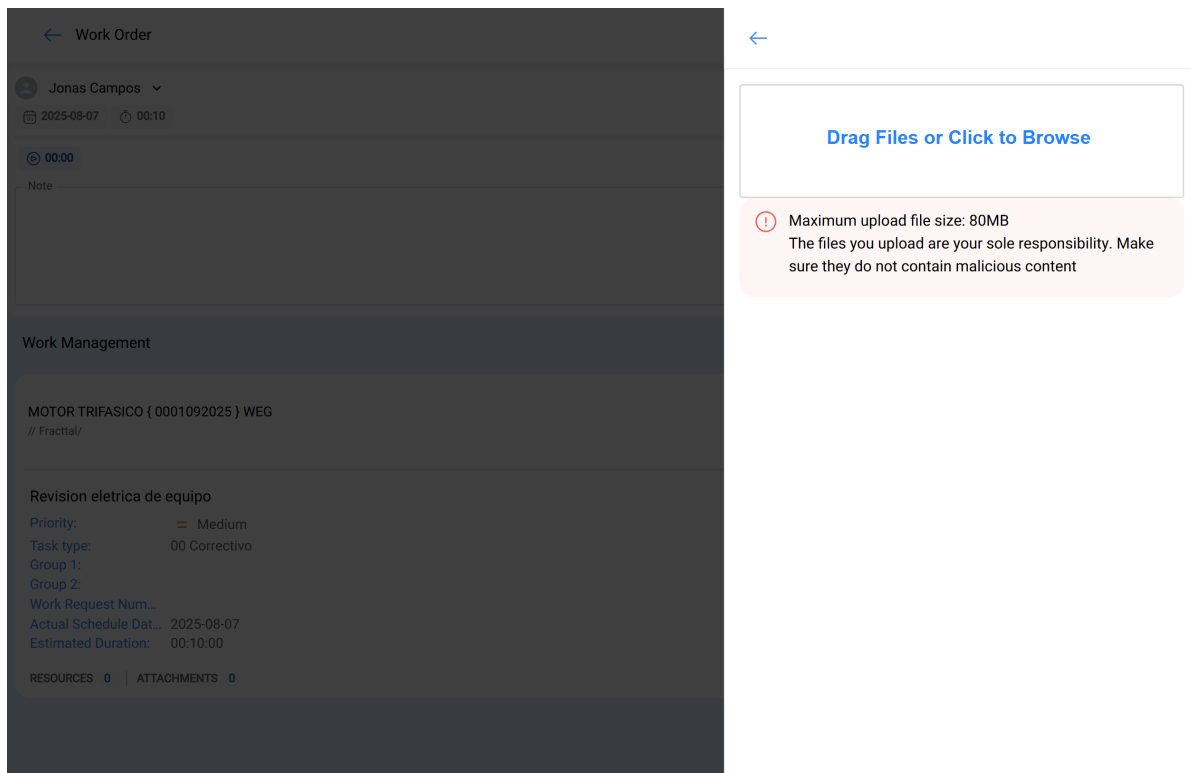 Work Order
Jonas Campos
2025-08-07 00:10
00:00
Note
Work Management
MOTOR TRIFASICO { 0001092025 } WEG
// Fracttal/
Revision eletrica de equipo
Priority: Medium
Task type: 00 Correctivo
Group 1:
Group 2:
Work Request Num...
Actual Schedule Dat... 2025-08-07
Estimated Duration: 00:10:00
RESOURCES 0 | ATTACHMENTS 0
Drag Files or Click to Browse
Maximum upload file size: 80MB
The files you upload are your sole responsibility. Make
sure they do not contain malicious content